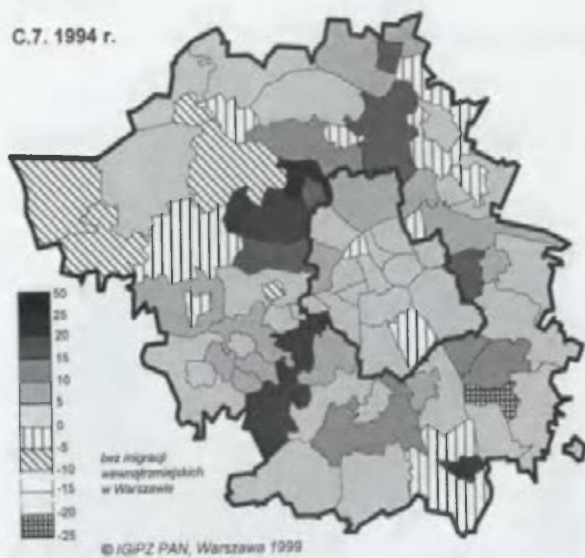 C.7. 1994 r.
50
25
20
15
10
5
0
-5
-10
-15
-20
-25
bez migracji
wewnątrzmiejskich
w Warszawie
© IGiPZ PAN, Warszawa 1999